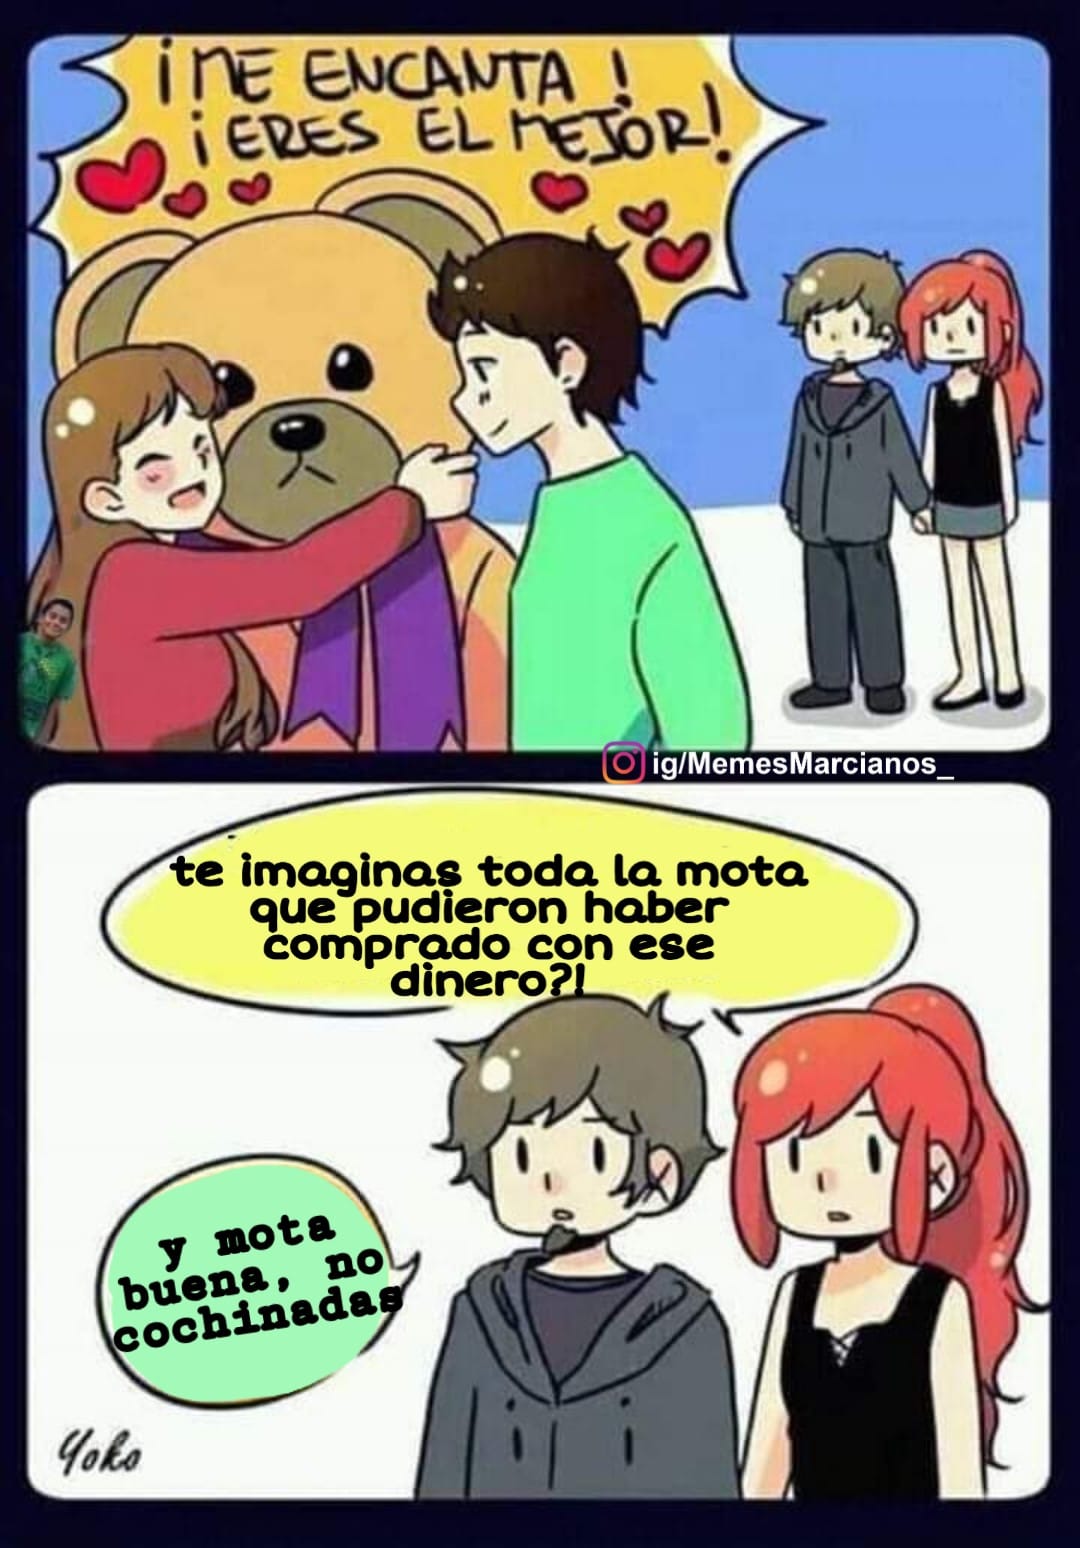 ¡ME ENCANTA!
¡ERES EL MEJOR!
ig/MemesMarcianos_
te imaginas toda la mota
que pudieron haber
comprado con ese
dinero?!
y mota
buena, no
cochinadas
Yoko